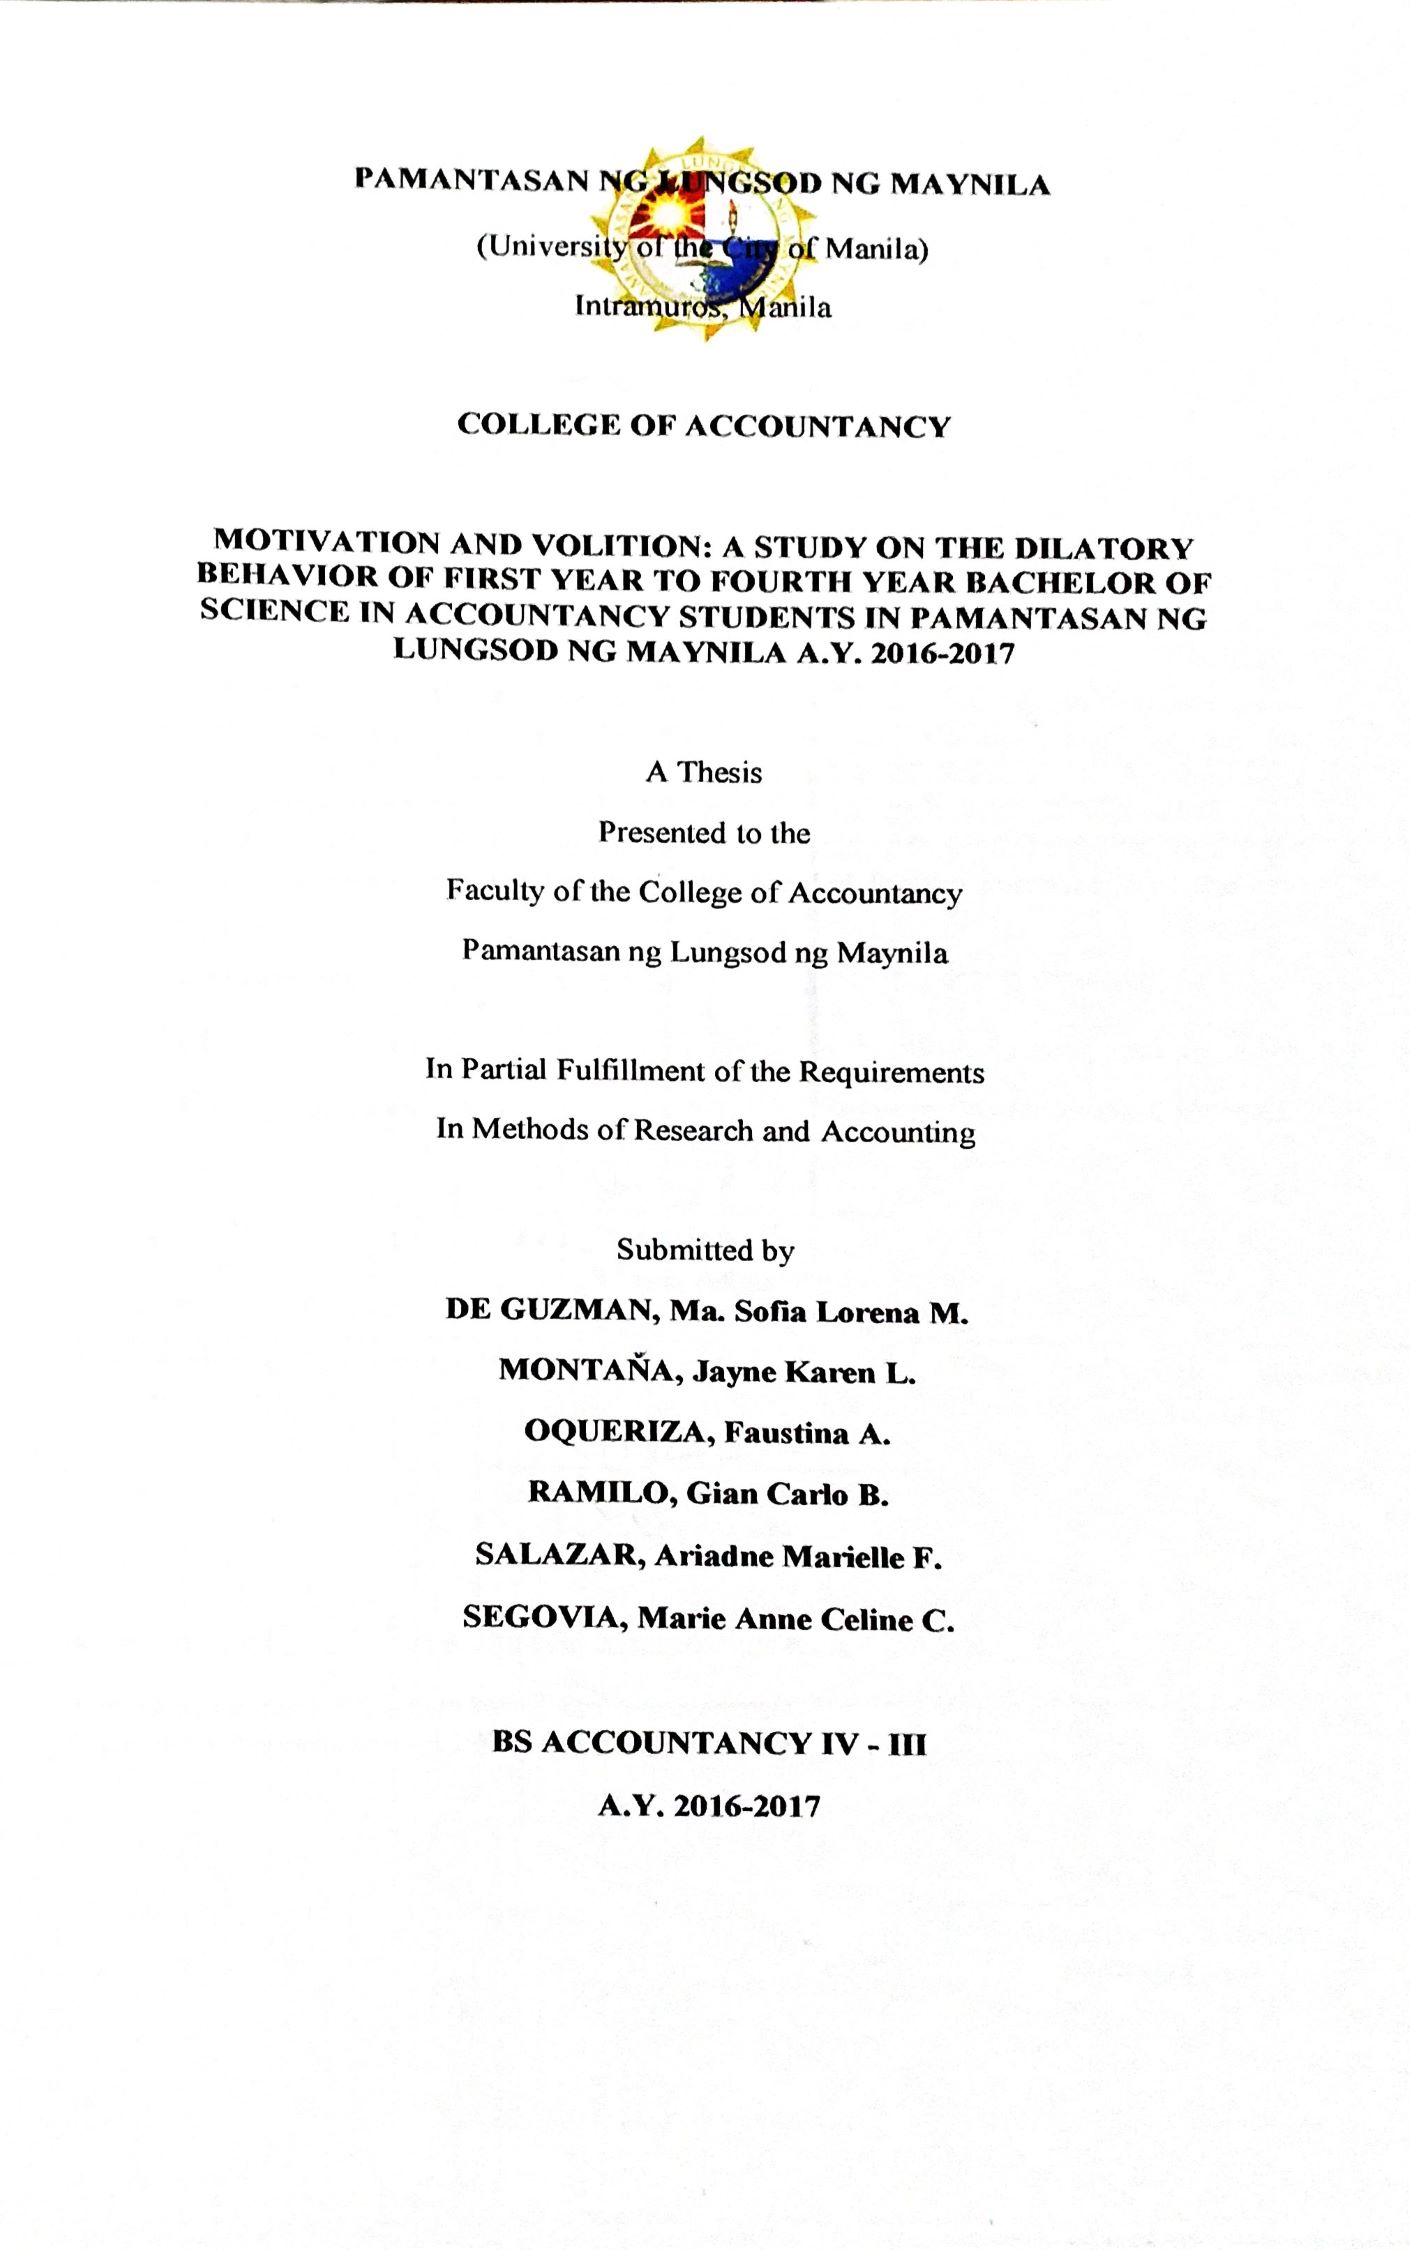 PAMANTASAN NG LUNGSOD NG MAYNILA
(University of the City of Manila)
Intramuros, Manila
COLLEGE OF ACCOUNTANCY
MOTIVATION AND VOLITION: A STUDY ON THE DILATORY
BEHAVIOR OF FIRST YEAR TO FOURTH YEAR BACHELOR OF
SCIENCE IN ACCOUNTANCY STUDENTS IN PAMANTASAN NG
LUNGSOD NG MAYNILA A.Y. 2016-2017
A Thesis
Presented to the
Faculty of the College of Accountancy
Pamantasan ng Lungsod ng Maynila
In Partial Fulfillment of the Requirements
In Methods of Research and Accounting
Submitted by
DE GUZMAN, Ma. Sofia Lorena M.
MONTAŇA, Jayne Karen L.
OQUERIZA, Faustina A.
RAMILO, Gian Carlo B.
SALAZAR, Ariadne Marielle F.
SEGOVIA, Marie Anne Celine C.
BS ACCOUNTANCY IV - III
A.Y. 2016-2017